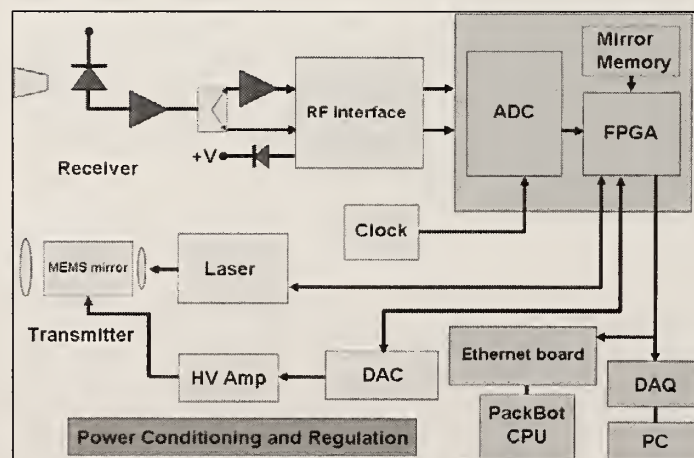 Mirror
Memory
ADC
RF interface
FPGA
+V
Receiver
Clock
MEMS mirror
Laser
Transmitter
Ethernet board
HV Amp
DAC
DAQ
PackBot
CPU
PC
Power Conditioning and Regulation